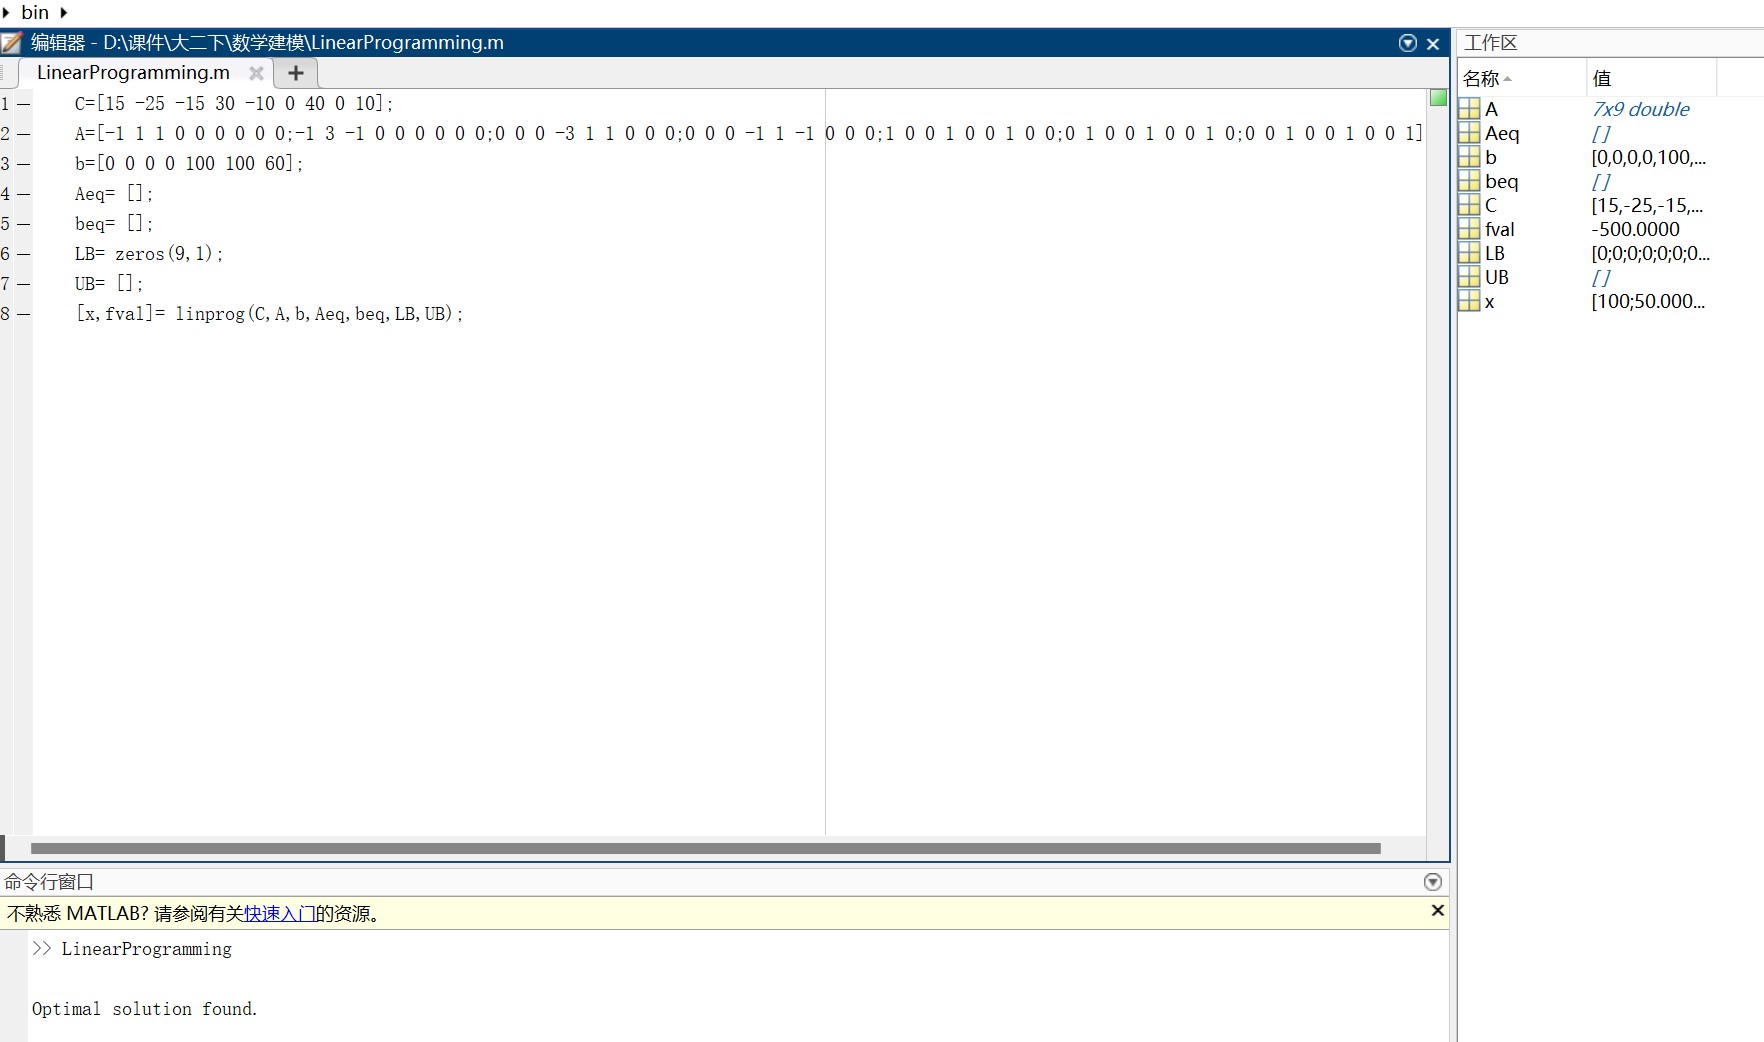 bin
编辑器 - D:\课件\大二下\数学建模\LinearProgramming.m
LinearProgramming.m
1 C=[15 -25 -15 30 -10 0 40 0 10];
2 A=[-1 1 1 0 0 0 0 0 0;-1 3 -1 0 0 0 0 0 0;0 0 0 -3 1 1 0 0 0;0 0 0 -1 1 -1 0 0 0;1 0 0 1 0 0 1 0 0;0 1 0 0 1 0 0 1 0;0 0 1 0 0 1 0 0 1]
3 b=[0 0 0 0 100 100 60];
4 Aeq= [];
5 beq= [];
6 LB= zeros(9,1);
7 UB= [];
8 [x,fval]= linprog(C,A,b,Aeq,beq,LB,UB);
命令行窗口
不熟悉 MATLAB? 请参阅有关快速入门的资源。
>> LinearProgramming
Optimal solution found.
工作区
名称 值
A 7x9 double
Aeq []
b [0,0,0,0,100,...
beq []
C [15,-25,-15,...
fval -500.0000
LB [0;0;0;0;0;0;0...
UB []
x [100;50.000...